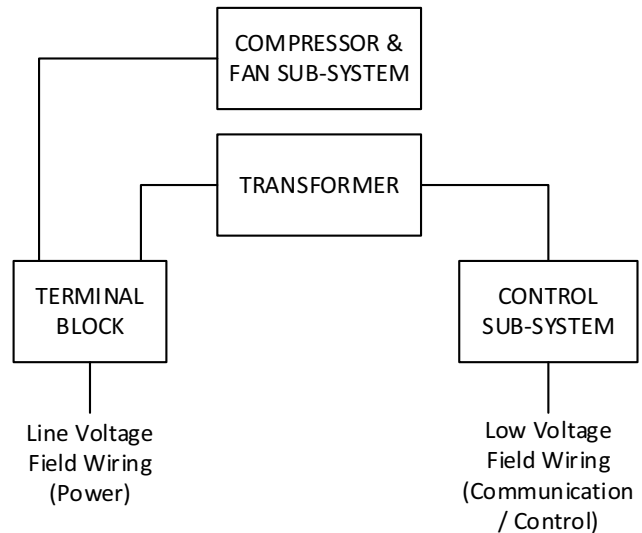 COMPRESSOR &
FAN SUB-SYSTEM
TRANSFORMER
TERMINAL
BLOCK
CONTROL
SUB-SYSTEM
Line Voltage
Field Wiring
(Power)
Low Voltage
Field Wiring
(Communication
/ Control)